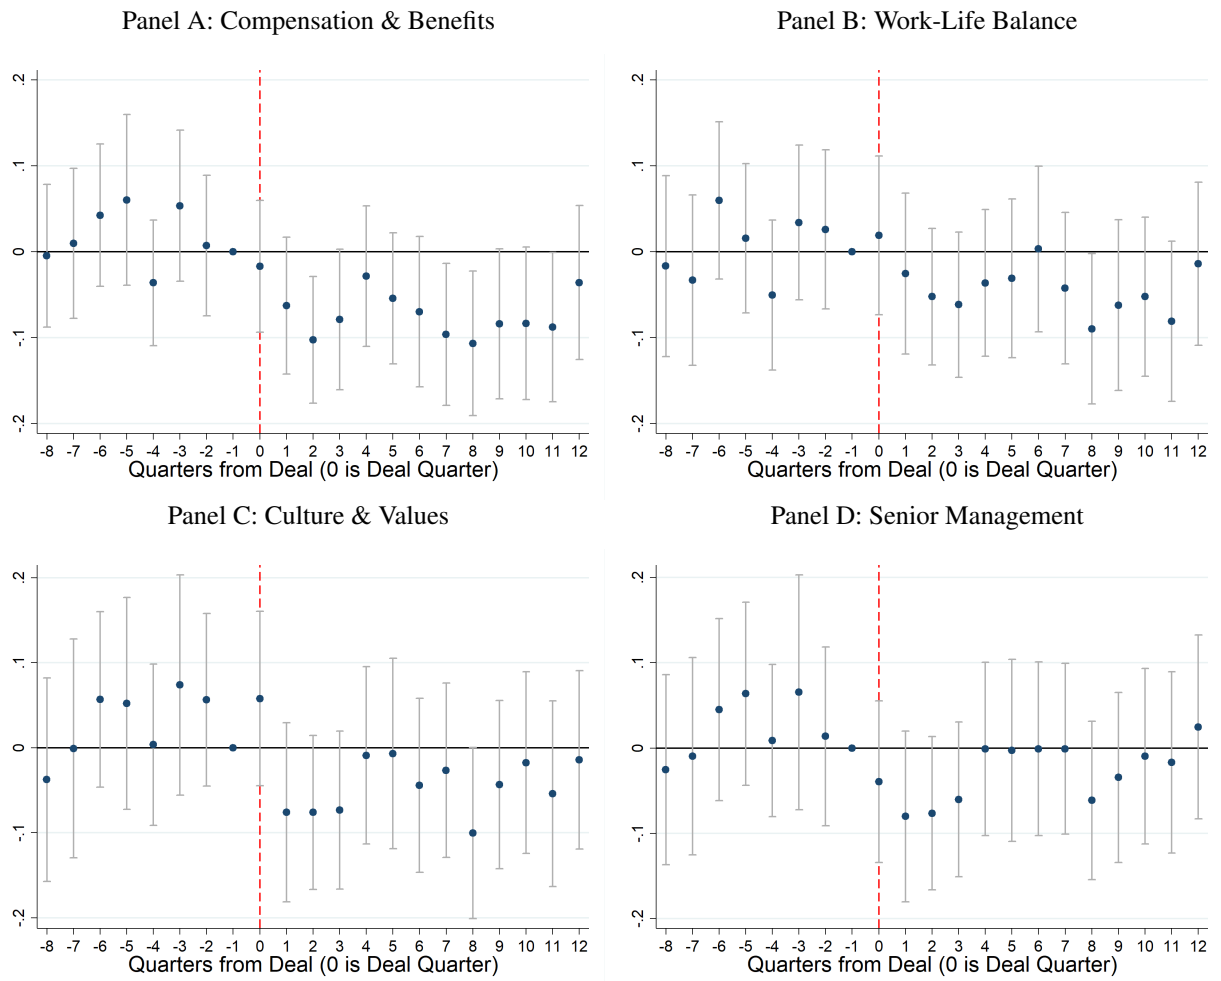 Panel A: Compensation & Benefits
.2
.1
0
-.1
-.2
-8 -7 -6 -5 -4 -3 -2 -1 0 1 2 3 4 5 6 7 8 9 10 11 12
Quarters from Deal (0 is Deal Quarter)
Panel B: Work-Life Balance
.2
.1
0
-.1
-.2
-8 -7 -6 -5 -4 -3 -2 -1 0 1 2 3 4 5 6 7 8 9 10 11 12
Quarters from Deal (0 is Deal Quarter)
Panel C: Culture & Values
.2
.1
0
-.1
-.2
-8 -7 -6 -5 -4 -3 -2 -1 0 1 2 3 4 5 6 7 8 9 10 11 12
Quarters from Deal (0 is Deal Quarter)
Panel D: Senior Management
.2
.1
0
-.1
-.2
-8 -7 -6 -5 -4 -3 -2 -1 0 1 2 3 4 5 6 7 8 9 10 11 12
Quarters from Deal (0 is Deal Quarter)